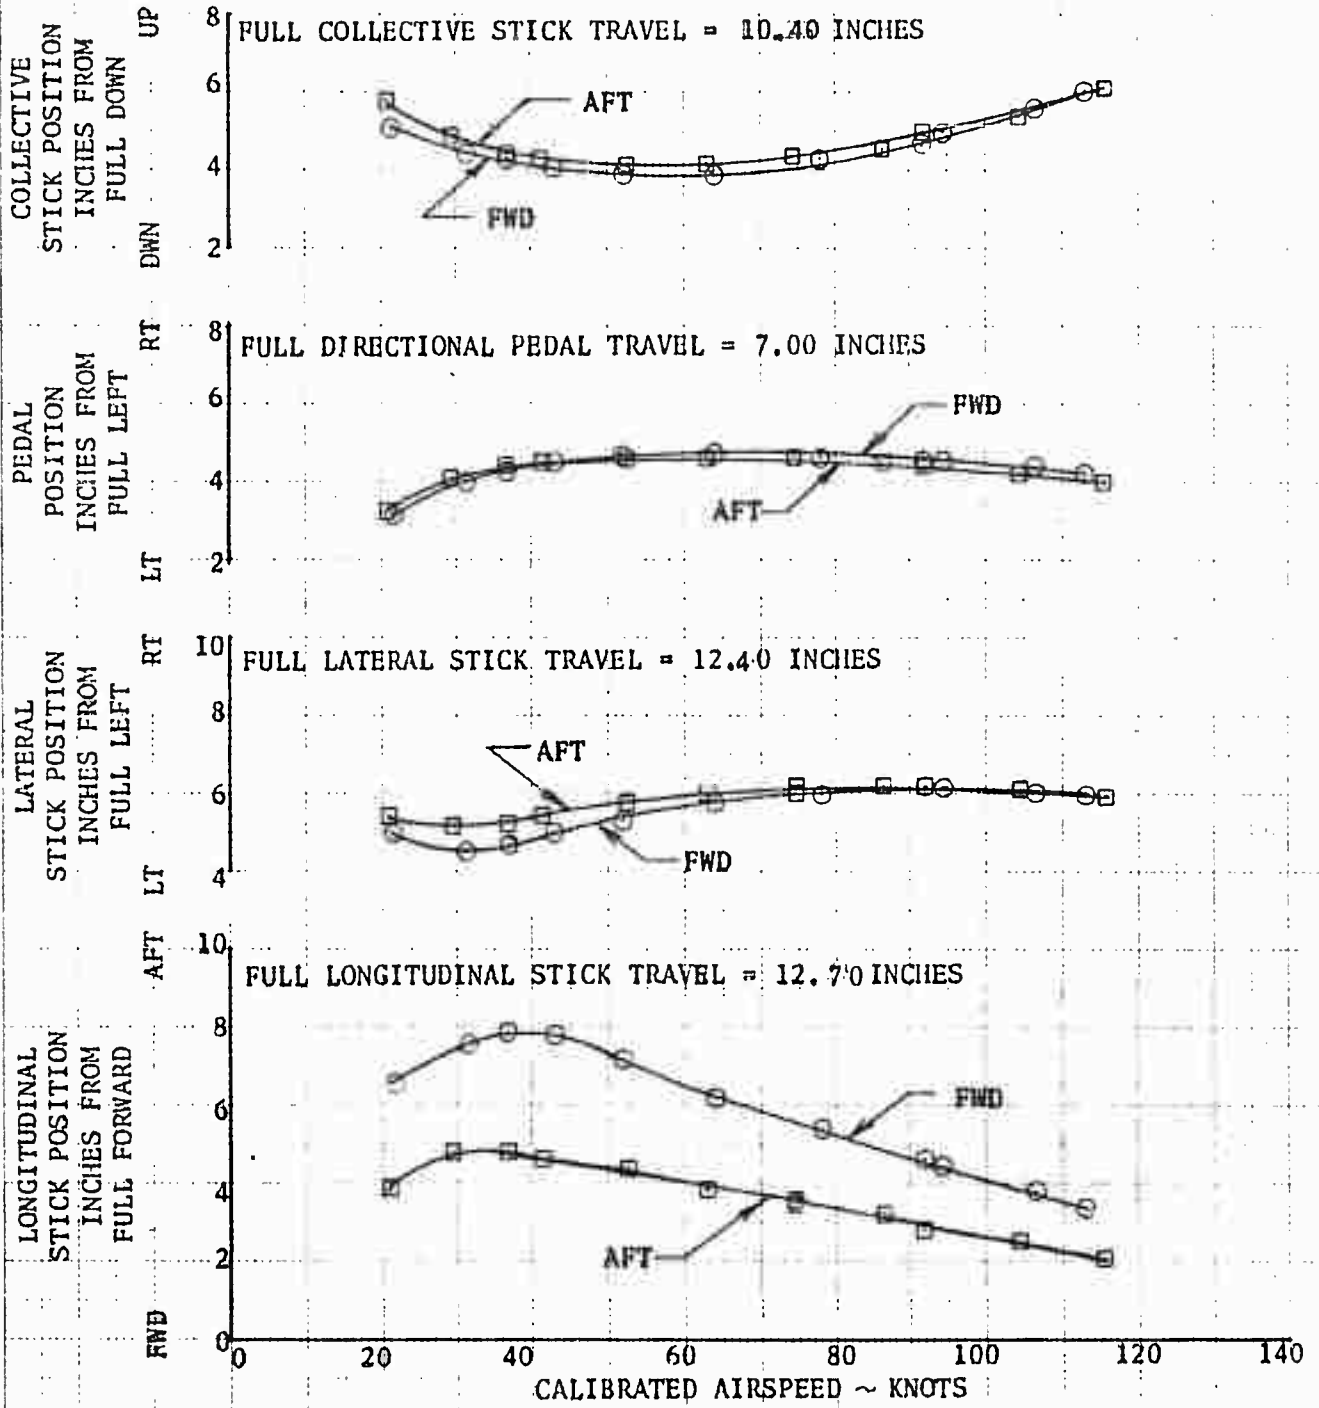 COLLECTIVE
STICK POSITION
INCHES FROM
FULL DOWN
DWN
UP
8
6
4
2
FULL COLLECTIVE STICK TRAVEL = 10.40 INCHES
AFT
FWD
PEDAL
POSITION
INCHES FROM
FULL LEFT
LT
RT
8
6
4
2
FULL DIRECTIONAL PEDAL TRAVEL = 7.00 INCHES
FWD
AFT
LATERAL
STICK POSITION
INCHES FROM
FULL LEFT
LT
RT
10
8
6
4
FULL LATERAL STICK TRAVEL = 12.40 INCHES
AFT
FWD
LONGITUDINAL
STICK POSITION
INCHES FROM
FULL FORWARD
FWD
AFT
10
8
6
4
2
0
FULL LONGITUDINAL STICK TRAVEL = 12.70 INCHES
FWD
AFT
0 20 40 60 80 100 120 140
CALIBRATED AIRSPEED ~ KNOTS